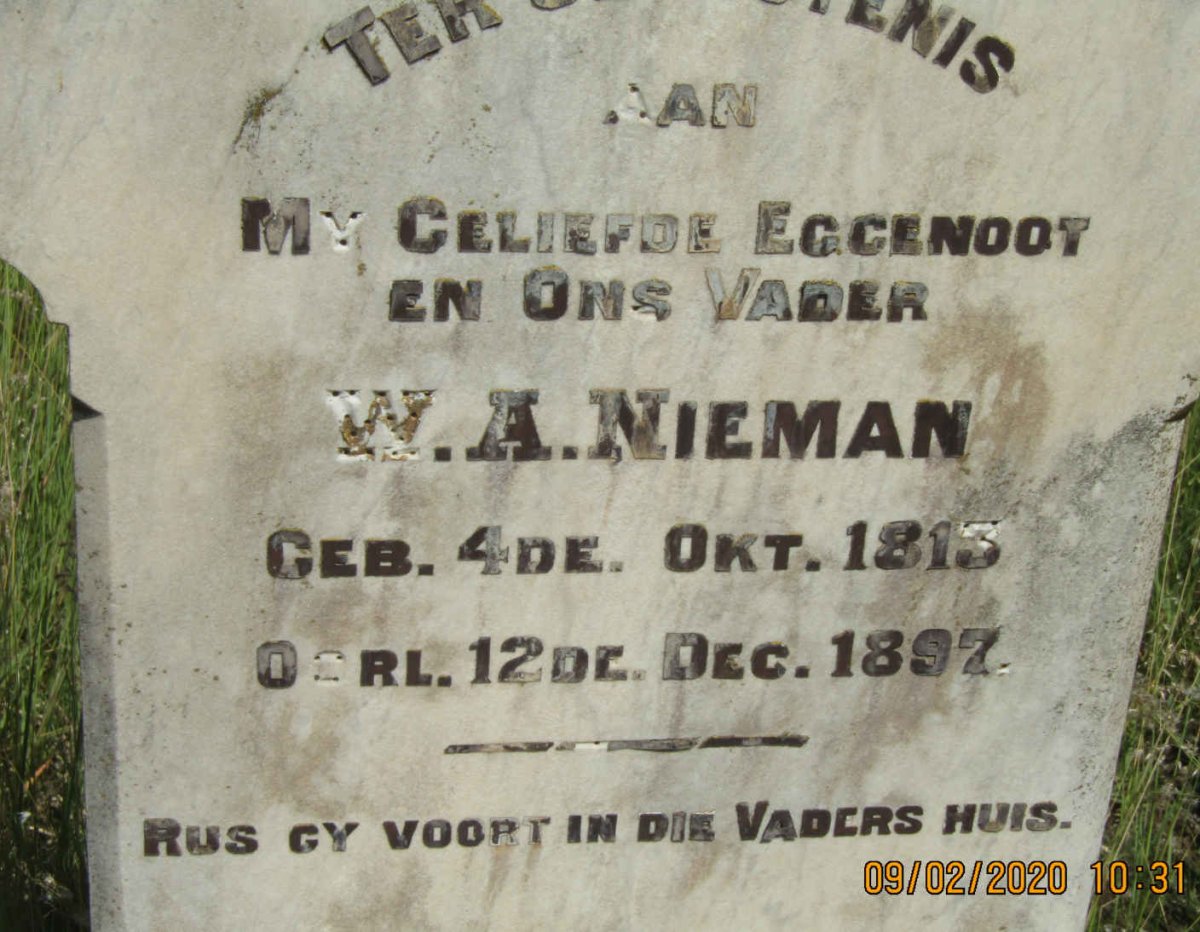 TER
AAN
MY GELIEFDE EGGENOOT
EN ONS VADER
W. A. NIEMAN
GEB. 4DE. OKT. 1813
OERL. 12DE. DEC. 1897.
RUS GY VOORT IN DIE VADERS HUIS.
09/02/2020 10:31